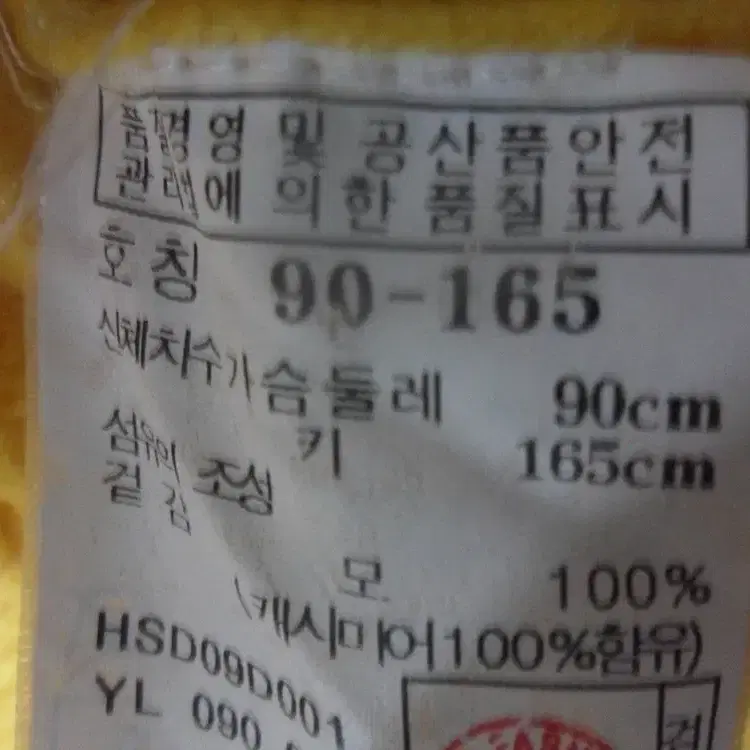 품경영 및 공산품안전
관리에 의한 품질표시
호칭 90-165
신체치수 가슴둘레 90cm
키 165cm
섬유의 조성
겉감
모 100%
(캐시미어100%함유)
HSD09D001
YL 090